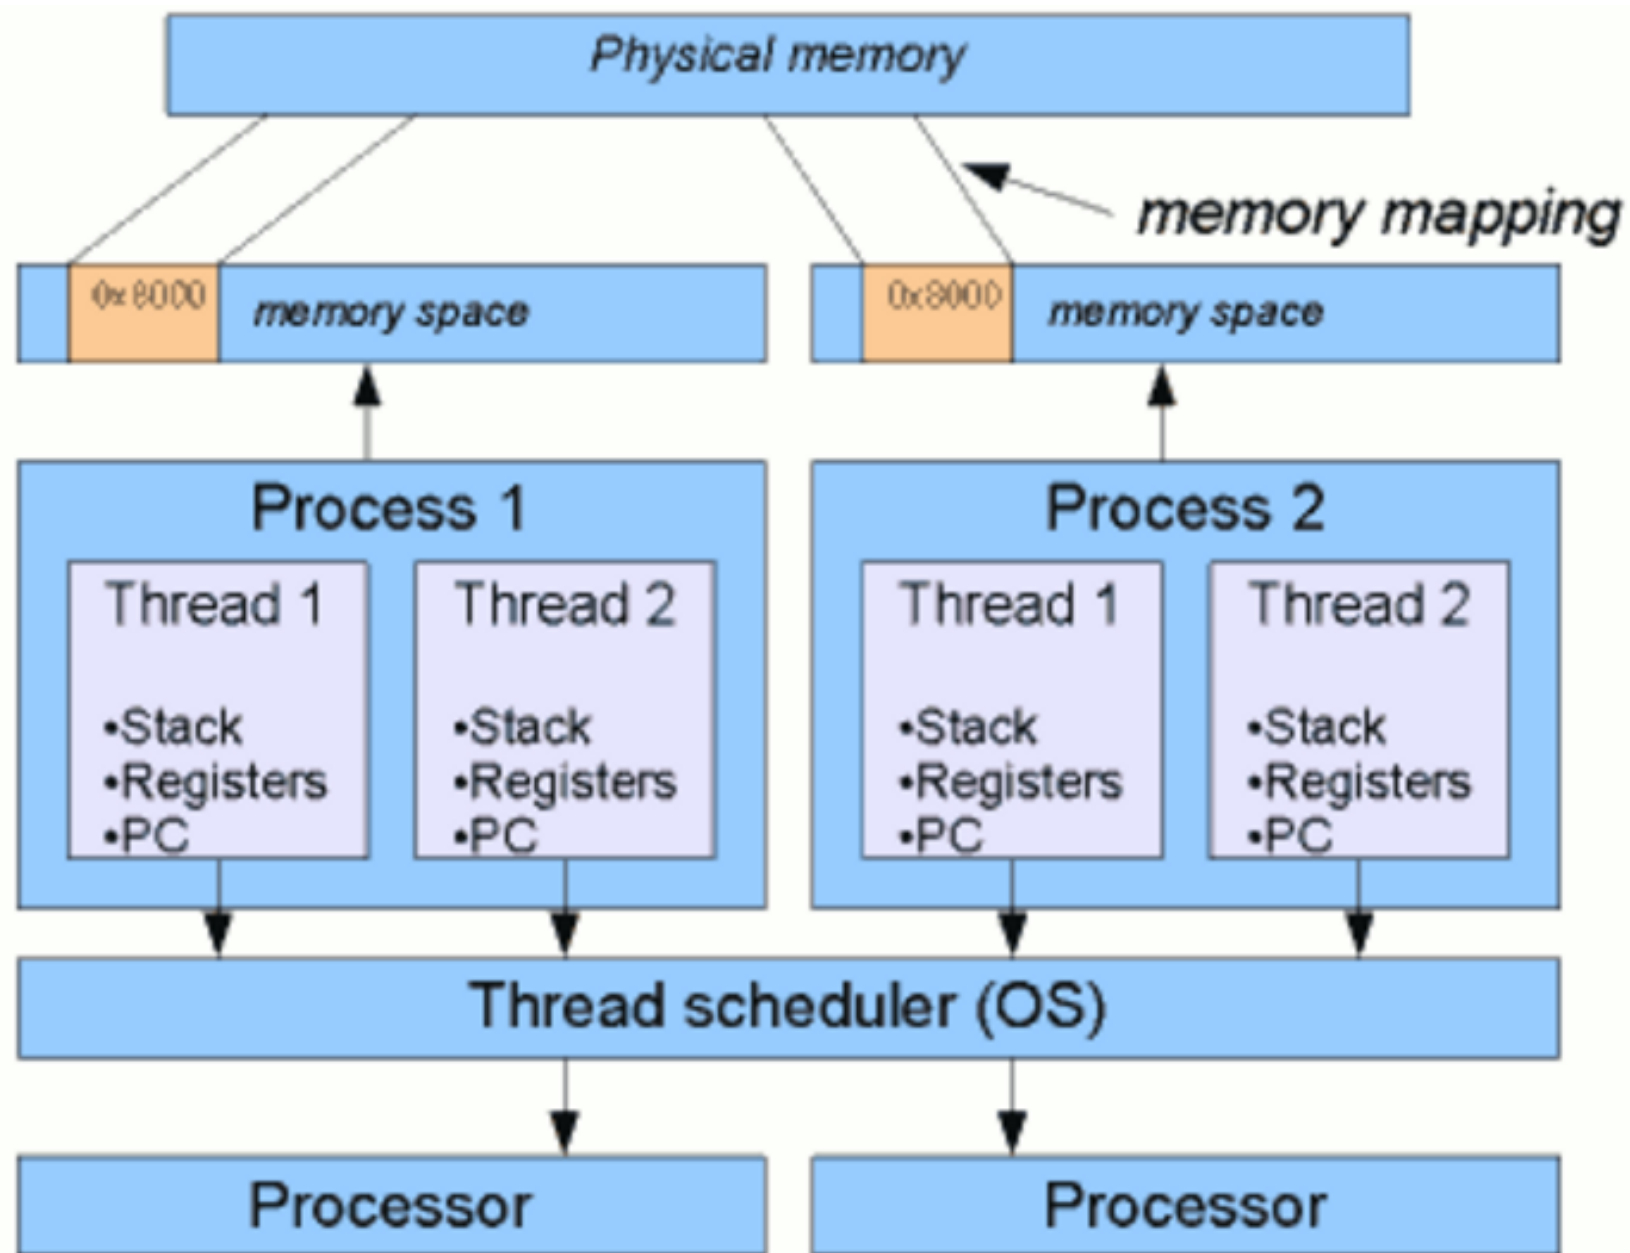 Physical memory
memory mapping
0x8000 memory space
0x8000 memory space
Process 1
Process 2
Thread 1
Thread 2
Thread 1
Thread 2
•Stack
•Registers
•PC
•Stack
•Registers
•PC
•Stack
•Registers
•PC
•Stack
•Registers
•PC
Thread scheduler (OS)
Processor
Processor